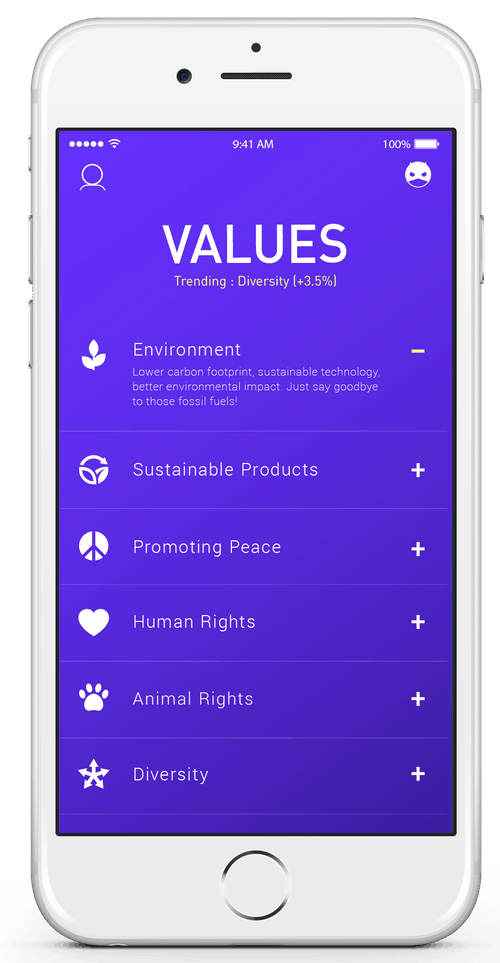 9:41 AM
100%
VALUES
Trending : Diversity (+3.5%)
Environment
Lower carbon footprint, sustainable technology,
better environmental impact. Just say goodbye
to those fossil fuels!
Sustainable Products
Promoting Peace
Human Rights
Animal Rights
Diversity